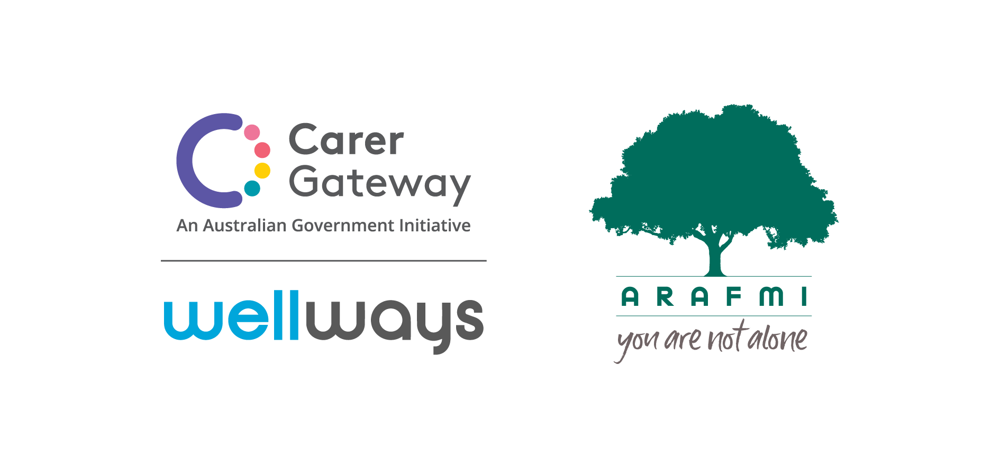 Carer
Gateway
An Australian Government Initiative
wellways
ARAFMI
you are not alone